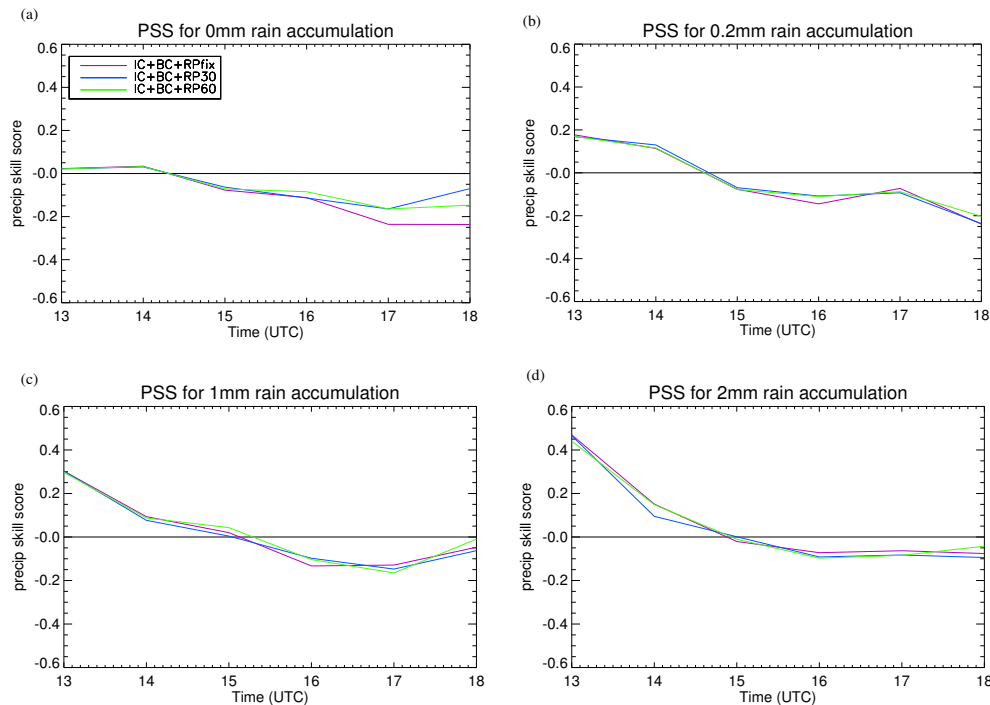 (a)
PSS for 0mm rain accumulation
0.6
0.4
0.2
-0.0
-0.2
-0.4
-0.6
precip skill score
IC+BC+RPfix
IC+BC+RP30
IC+BC+RP60
13 14 15 16 17 18
Time (UTC)
(b)
PSS for 0.2mm rain accumulation
0.6
0.4
0.2
-0.0
-0.2
-0.4
-0.6
precip skill score
13 14 15 16 17 18
Time (UTC)
(c)
PSS for 1mm rain accumulation
0.6
0.4
0.2
-0.0
-0.2
-0.4
-0.6
precip skill score
13 14 15 16 17 18
Time (UTC)
(d)
PSS for 2mm rain accumulation
0.6
0.4
0.2
-0.0
-0.2
-0.4
-0.6
precip skill score
13 14 15 16 17 18
Time (UTC)